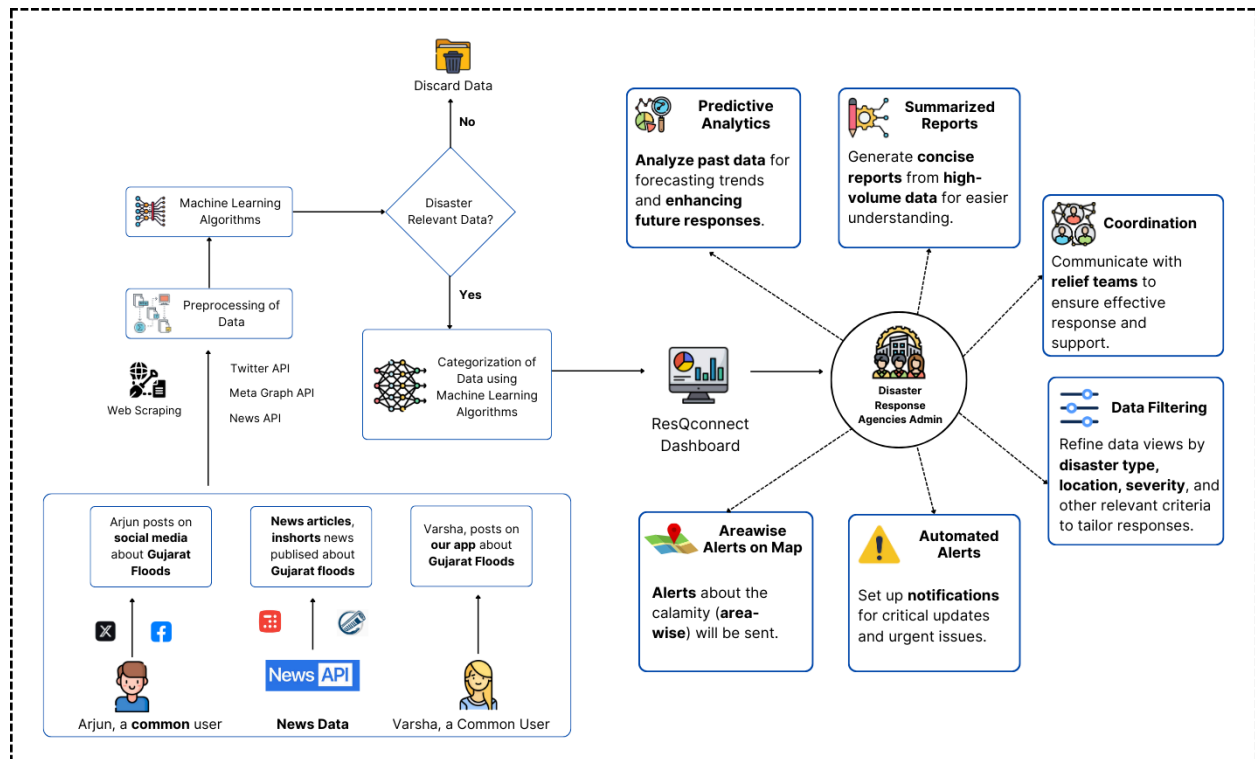 Discard Data
No
Disaster
Relevant Data?
Yes
Machine Learning
Algorithms
Preprocessing of
Data
Web Scraping
Twitter API
Meta Graph API
News API
Categorization of
Data using
Machine Learning
Algorithms
Arjun posts on
social media
about Gujarat
Floods
News articles,
inshorts news
publised about
Gujarat floods
Varsha, posts on
our app about
Gujarat Floods
News API
Arjun, a common user
News Data
Varsha, a Common User
ResQconnect
Dashboard
Disaster
Response
Agencies Admin
Predictive
Analytics
Analyze past data for
forecasting trends
and enhancing
future responses.
Summarized
Reports
Generate concise
reports from high-
volume data for easier
understanding.
Coordination
Communicate with
relief teams to
ensure effective
response and
support.
Data Filtering
Refine data views by
disaster type,
location, severity, and
other relevant criteria
to tailor responses.
Areawise
Alerts on Map
Alerts about the
calamity (area-
wise) will be sent.
Automated
Alerts
Set up notifications
for critical updates
and urgent issues.